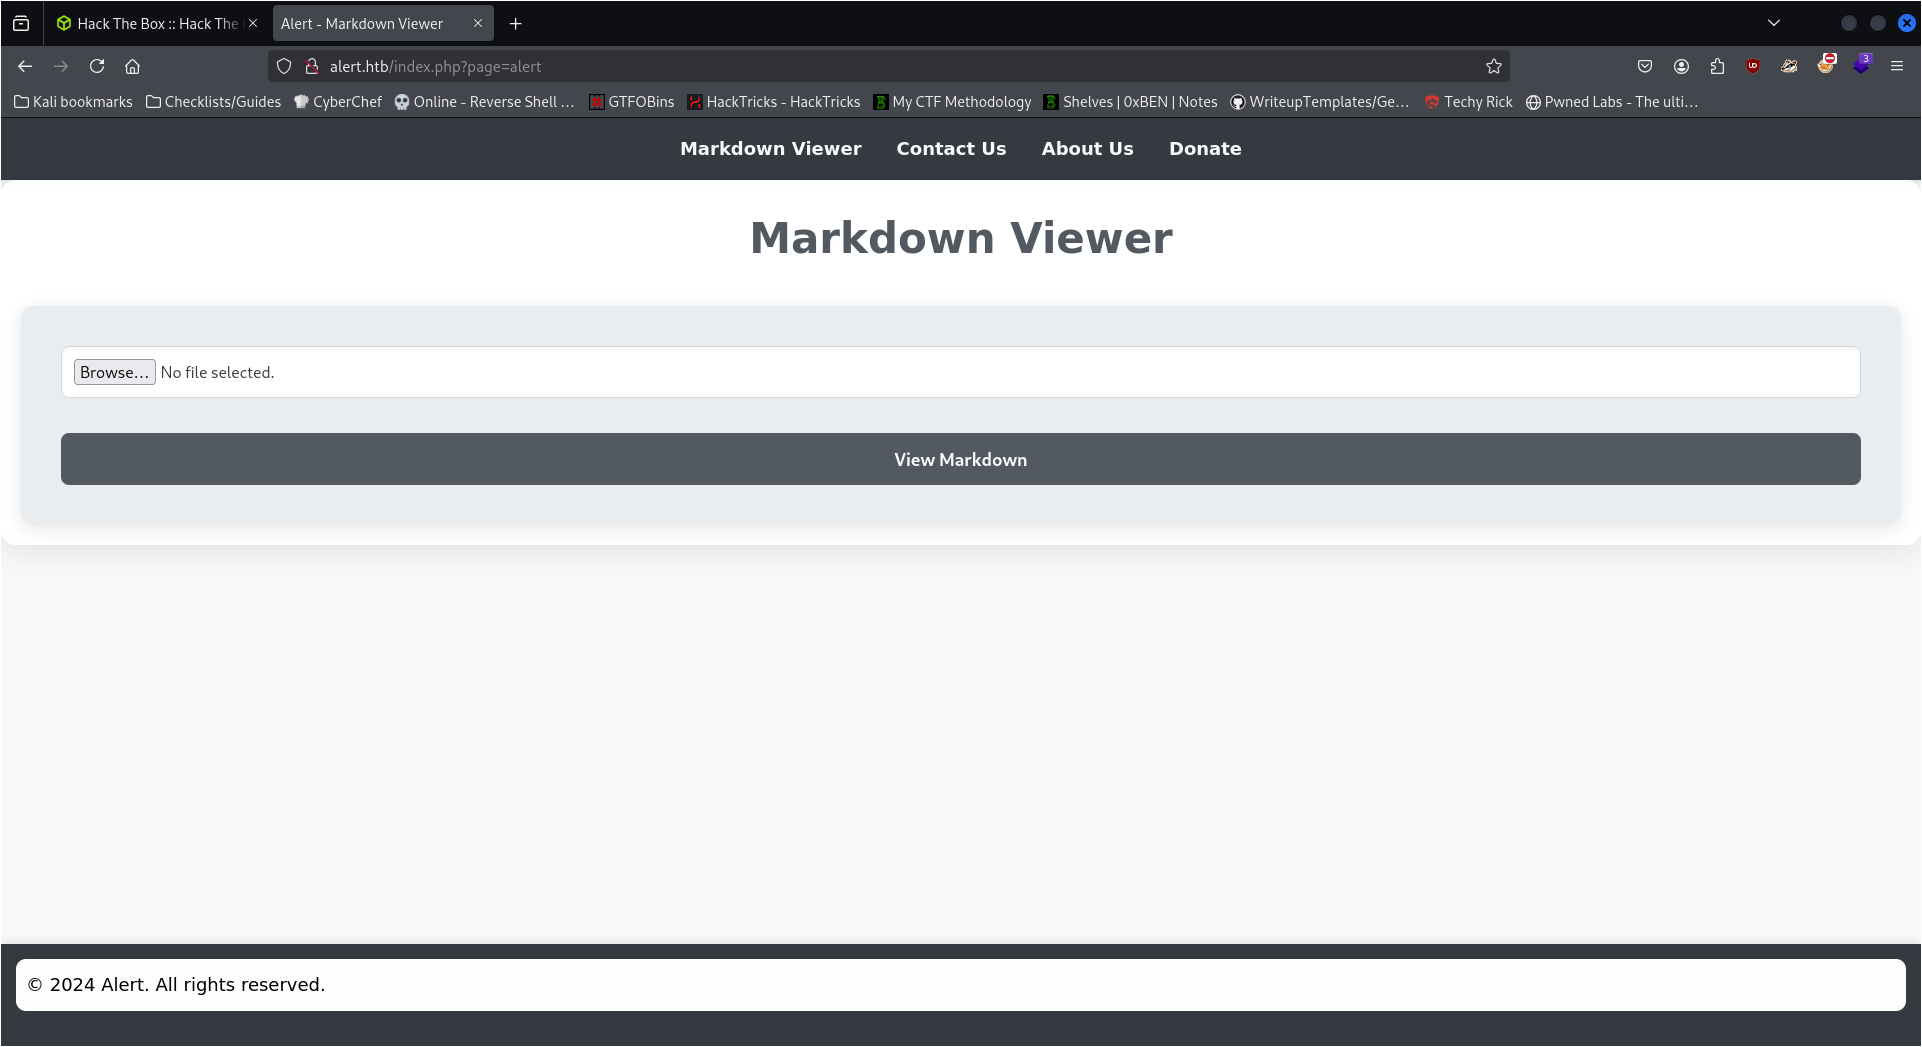 Hack The Box :: Hack The
Alert - Markdown Viewer
alert.htb/index.php?page=alert
UD
3
Kali bookmarks
Checklists/Guides
CyberChef
Online - Reverse Shell ...
GTFOBins
HackTricks - HackTricks
My CTF Methodology
Shelves | 0xBEN | Notes
WriteupTemplates/Ge...
Techy Rick
Pwned Labs - The ulti...
Markdown Viewer
Contact Us
About Us
Donate
Markdown Viewer
Browse...
No file selected.
View Markdown
© 2024 Alert. All rights reserved.